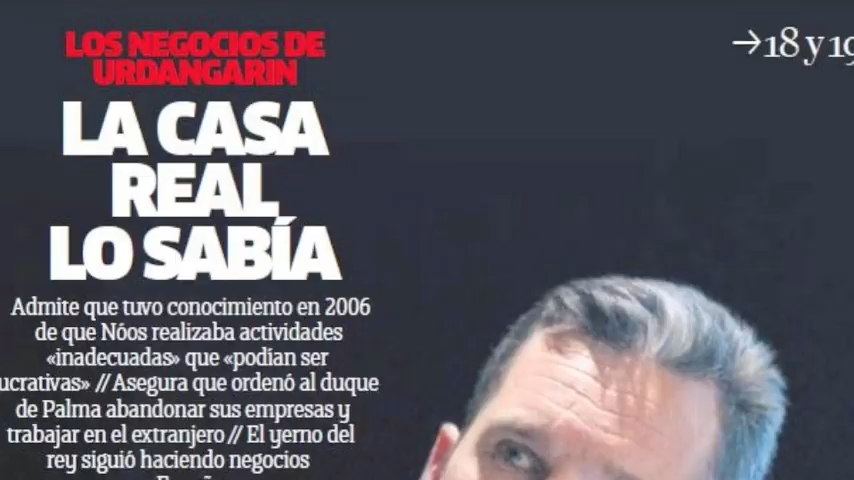 LOS NEGOCIOS DE
URDANGARIN
LA CASA
REAL
LO SABÍA
Admite que tuvo conocimiento en 2006
de que Nóos realizaba actividades
«inadecuadas» que «podían ser
ucrativas» // Asegura que ordenó al duque
de Palma abandonar sus empresas y
trabajar en el extranjero // El yerno del
rey siguió haciendo negocios
→18 y 19